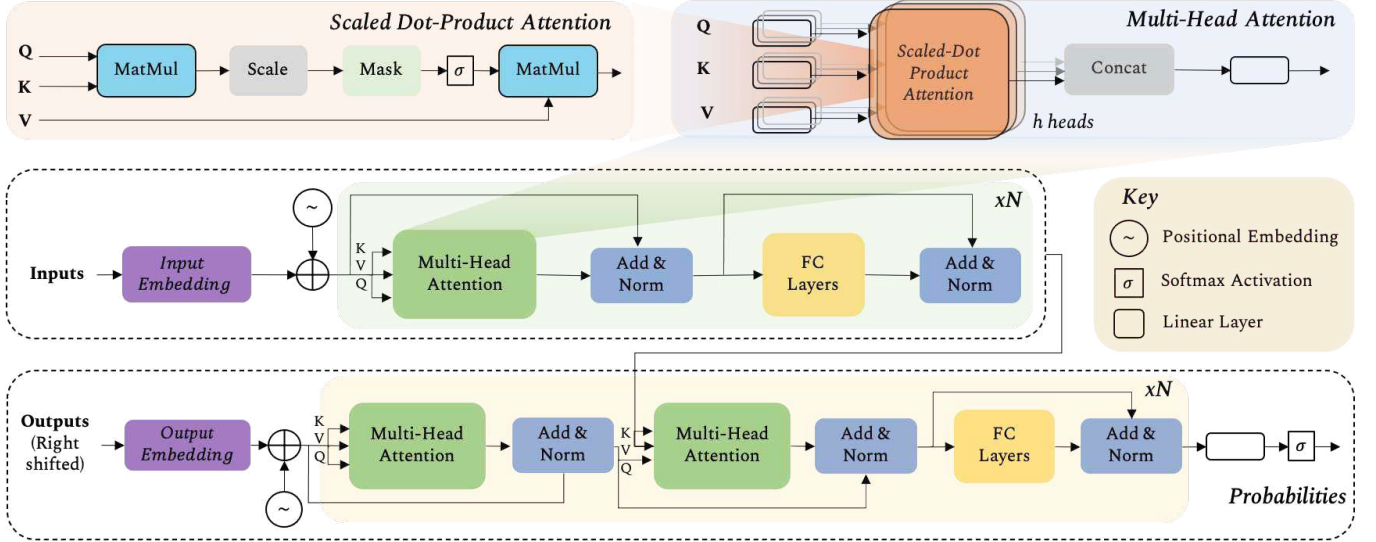 Scaled Dot-Product Attention
Q
K
V
MatMul
Scale
Mask
σ
MatMul
Multi-Head Attention
Q
K
V
Scaled-Dot
Product
Attention
h heads
Concat
Inputs
Input
Embedding
~
K
V
Q
Multi-Head
Attention
Add &
Norm
FC
Layers
Add &
Norm
xN
Key
~ Positional Embedding
σ Softmax Activation
Linear Layer
Outputs
(Right
shifted)
Output
Embedding
~
K
V
Q
Multi-Head
Attention
Add &
Norm
K
V
Q
Multi-Head
Attention
Add &
Norm
FC
Layers
Add &
Norm
xN
σ
Probabilities